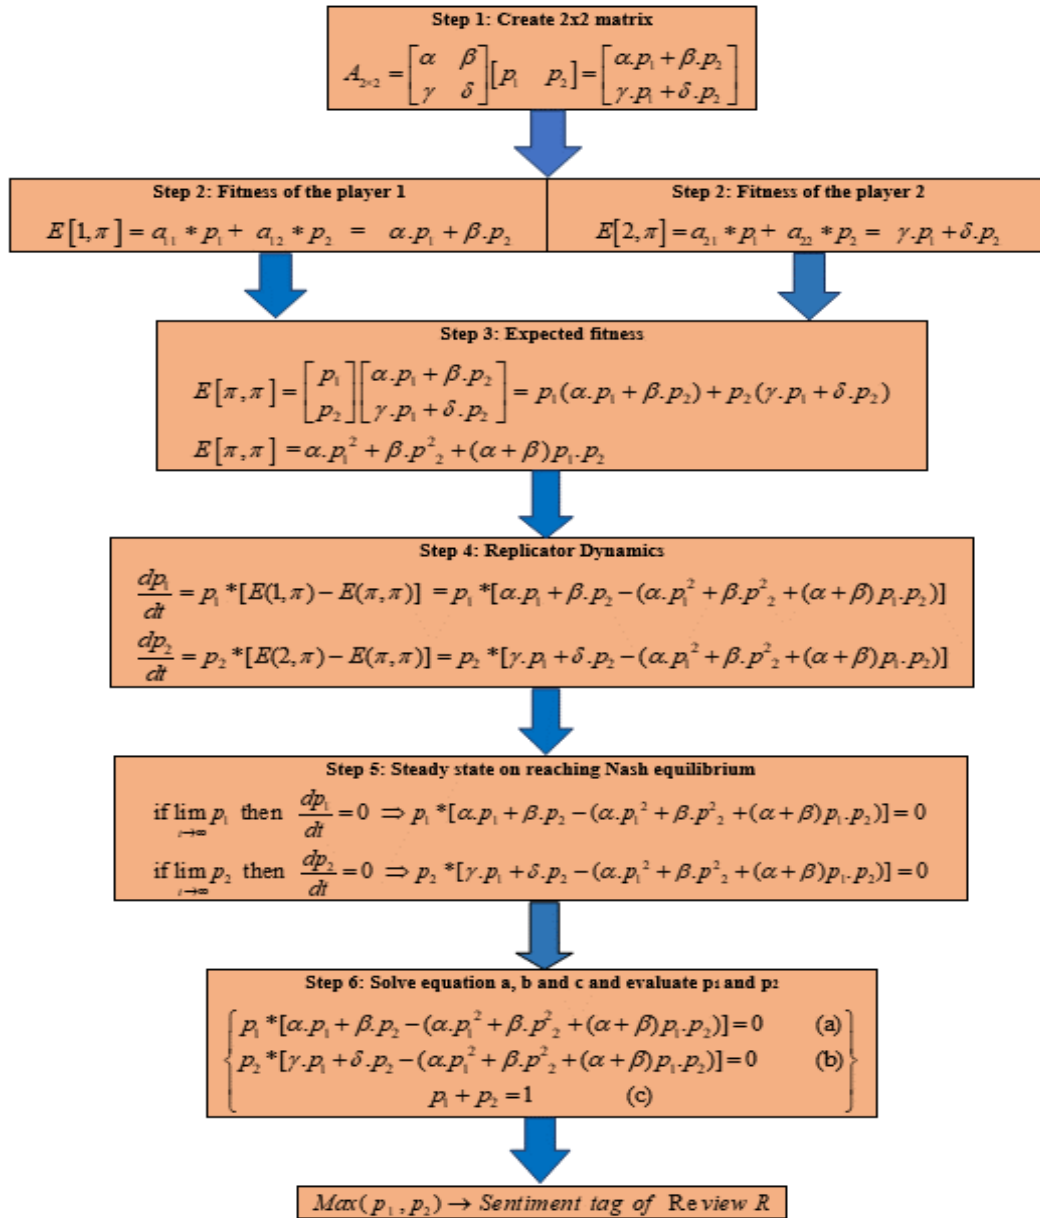 Step 1: Create 2x2 matrix
A_{2×2} = [α β; γ δ][p₁ p₂] = [α.p₁ + β.p₂; γ.p₁ + δ.p₂]
Step 2: Fitness of the player 1
E[1,π] = a₁₁ * p₁ + a₁₂ * p₂ = α.p₁ + β.p₂
Step 2: Fitness of the player 2
E[2,π] = a₂₁ * p₁ + a₂₂ * p₂ = γ.p₁ + δ.p₂
Step 3: Expected fitness
E[π,π] = [p₁; p₂][α.p₁ + β.p₂; γ.p₁ + δ.p₂] = p₁(α.p₁ + β.p₂) + p₂(γ.p₁ + δ.p₂)
E[π,π] = α.p₁² + β.p²₂ + (α + β)p₁.p₂
Step 4: Replicator Dynamics
dp₁/dt = p₁ *[E(1,π) − E(π,π)] = p₁ *[α.p₁ + β.p₂ − (α.p₁² + β.p²₂ + (α + β)p₁.p₂)]
dp₂/dt = p₂ *[E(2,π) − E(π,π)] = p₂ *[γ.p₁ + δ.p₂ − (α.p₁² + β.p²₂ + (α + β)p₁.p₂)]
Step 5: Steady state on reaching Nash equilibrium
if lim_{t→∞} p₁ then dp₁/dt = 0 ⇒ p₁ *[α.p₁ + β.p₂ − (α.p₁² + β.p²₂ + (α + β)p₁.p₂)] = 0
if lim_{t→∞} p₂ then dp₂/dt = 0 ⇒ p₂ *[γ.p₁ + δ.p₂ − (α.p₁² + β.p²₂ + (α + β)p₁.p₂)] = 0
Step 6: Solve equation a, b and c and evaluate p₁ and p₂
p₁ *[α.p₁ + β.p₂ − (α.p₁² + β.p²₂ + (α + β)p₁.p₂)] = 0 (a)
p₂ *[γ.p₁ + δ.p₂ − (α.p₁² + β.p²₂ + (α + β)p₁.p₂)] = 0 (b)
p₁ + p₂ = 1 (c)
Max(p₁, p₂) → Sentiment tag of Review R